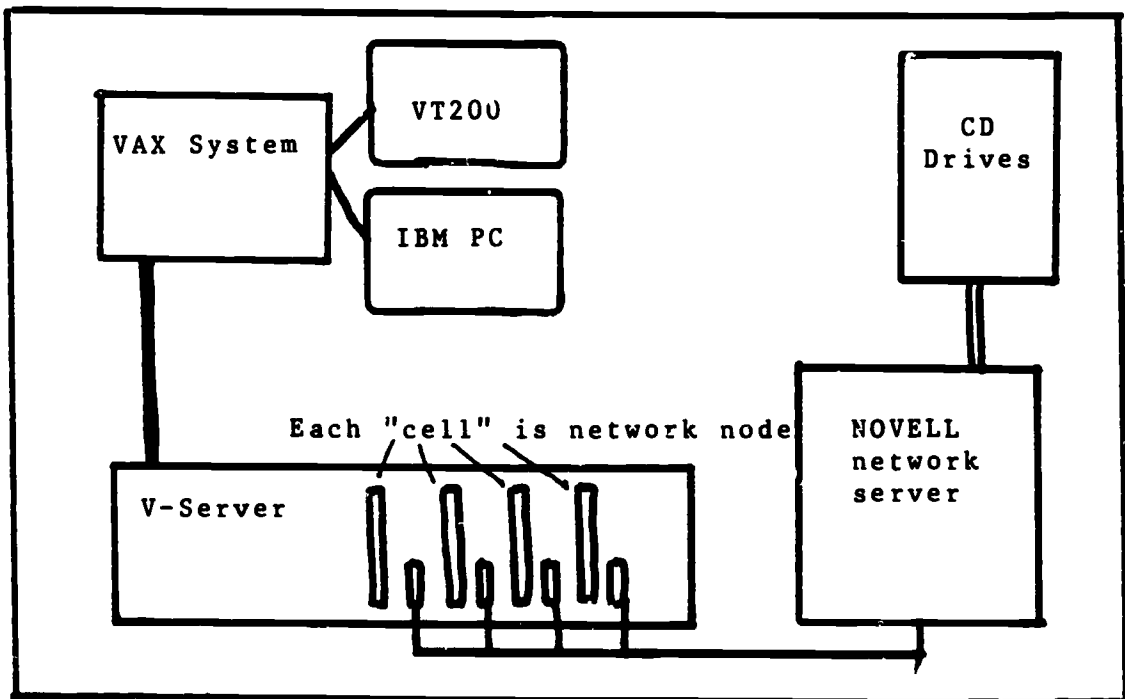 VT200
VAX System
IBM PC
CD
Drives
Each "cell" is network node
NOVELL
network
server
V-Server